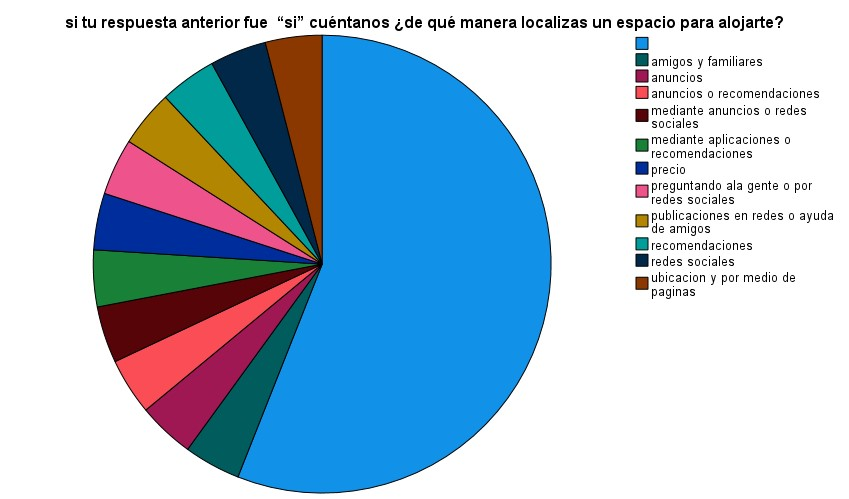 si tu respuesta anterior fue  “si” cuéntanos ¿de qué manera localizas un espacio para alojarte?
amigos y familiares
anuncios
anuncios o recomendaciones
mediante anuncios o redes
sociales
mediante aplicaciones o
recomendaciones
precio
preguntando ala gente o por
redes sociales
publicaciones en redes o ayuda
de amigos
recomendaciones
redes sociales
ubicacion y por medio de
paginas